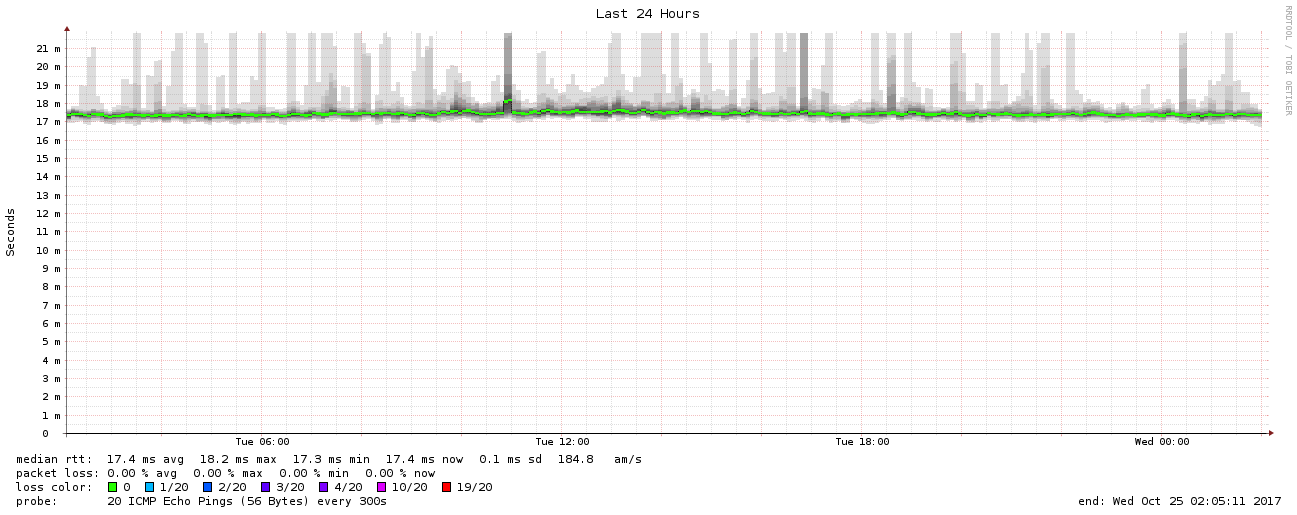 Last 24 Hours
RRDTOOL / TOBI OETIKER
Seconds
21 m
20 m
19 m
18 m
17 m
16 m
15 m
14 m
13 m
12 m
11 m
10 m
9 m
8 m
7 m
6 m
5 m
4 m
3 m
2 m
1 m
0
Tue 06:00 Tue 12:00 Tue 18:00 Wed 00:00
median rtt: 17.4 ms avg 18.2 ms max 17.3 ms min 17.4 ms now 0.1 ms sd 184.8 am/s
packet loss: 0.00 % avg 0.00 % max 0.00 % min 0.00 % now
loss color: 0 1/20 2/20 3/20 4/20 10/20 19/20
probe: 20 ICMP Echo Pings (56 Bytes) every 300s end: Wed Oct 25 02:05:11 2017